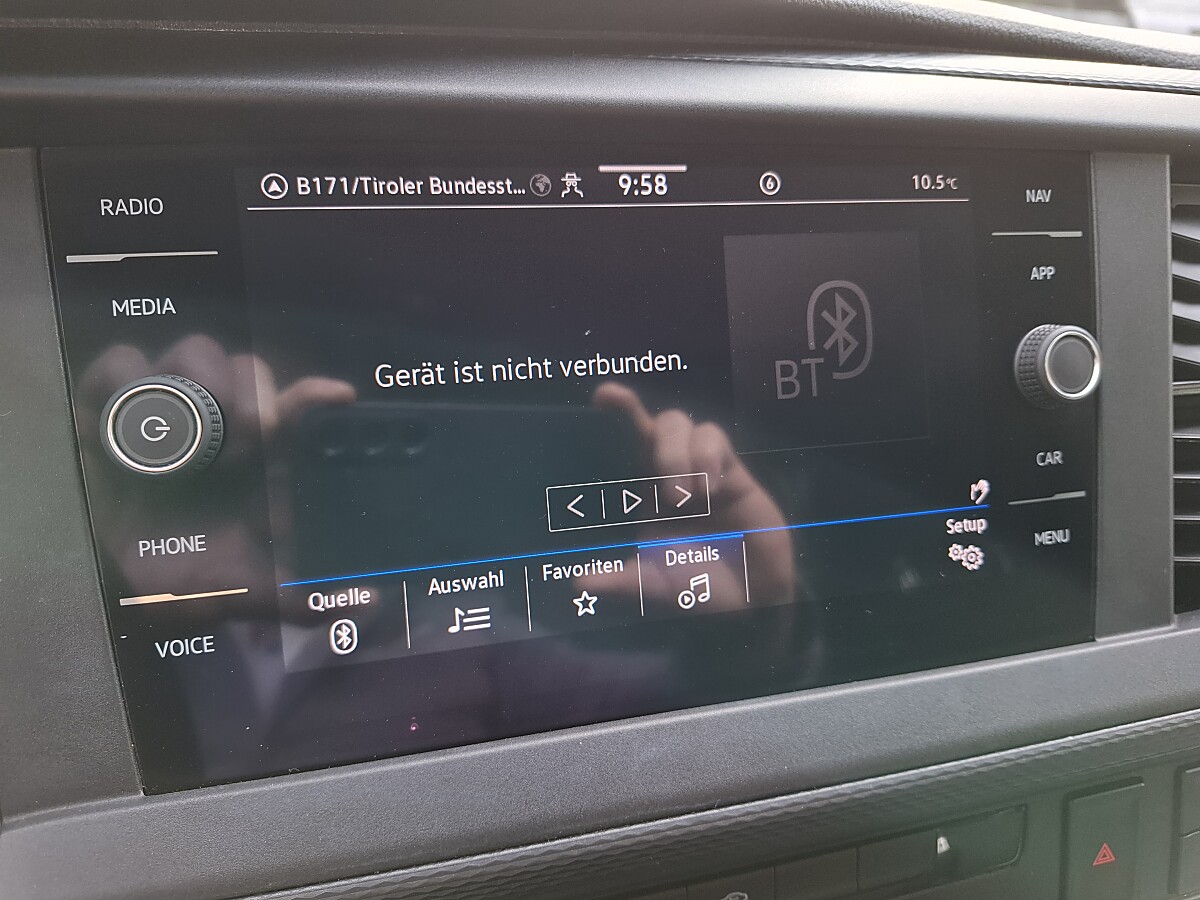 RADIO
MEDIA
PHONE
VOICE
B171/Tiroler Bundesst...
9:58
6
10.5°C
Gerät ist nicht verbunden.
BT
Quelle
Auswahl
Favoriten
Details
Setup
NAV
APP
CAR
MENU